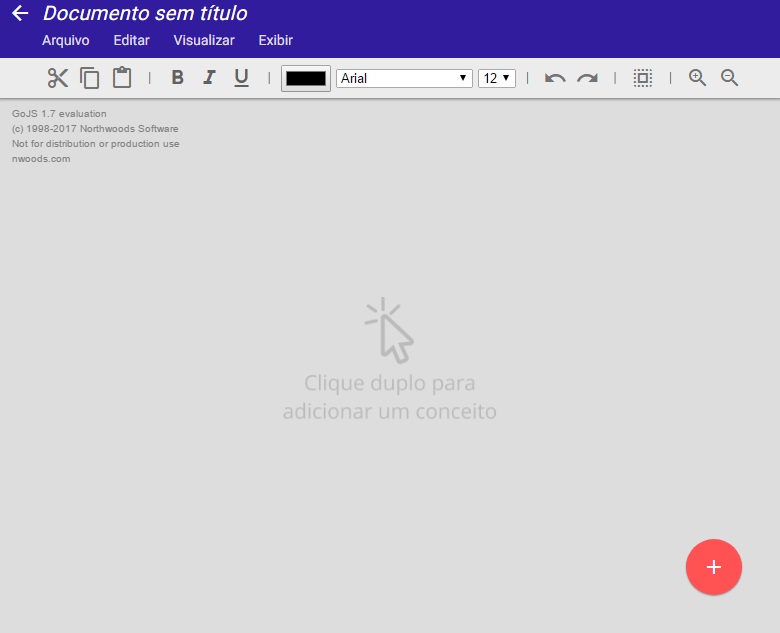 Documento sem título
Arquivo Editar Visualizar Exibir
B I U Arial 12
GoJS 1.7 evaluation
(c) 1998-2017 Northwoods Software
Not for distribution or production use
nwoods.com
Clique duplo para
adicionar um conceito